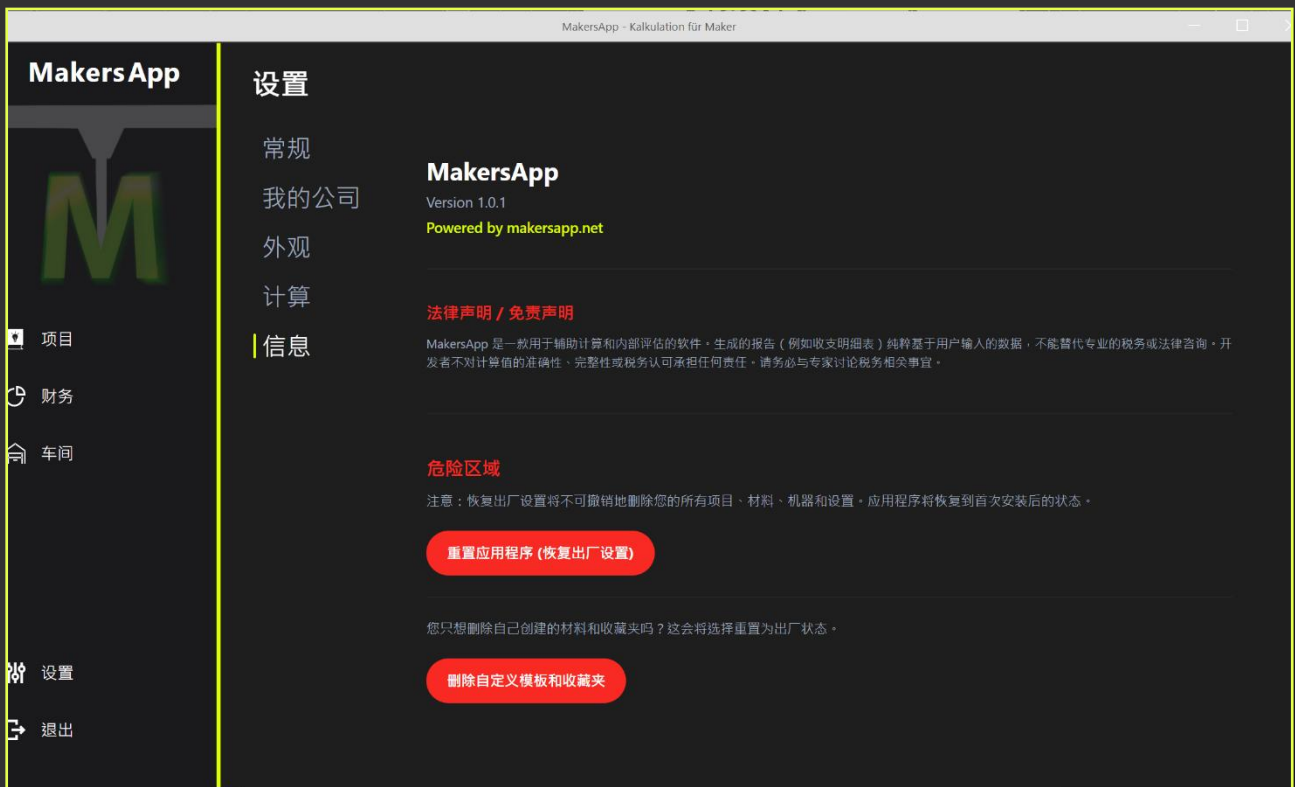 MakersApp - Kalkulation für Maker
MakersApp
M
项目
财务
车间
设置
退出
设置
常规
我的公司
外观
计算
信息
MakersApp
Version 1.0.1
Powered by makersapp.net
法律声明 / 免责声明
MakersApp 是一款用于辅助计算和内部评估的软件。生成的报告 ( 例如收支明细表 ) 纯粹基于用户输入的数据，不能替代专业的税务或法律咨询。开
发者不对计算值的准确性、完整性或税务认可承担任何责任。请务必与专家讨论税务相关事宜。
危险区域
注意：恢复出厂设置将不可撤销地删除您的所有项目、材料、机器和设置。应用程序将恢复到首次安装后的状态。
重置应用程序 (恢复出厂设置)
您只想删除自己创建的材料和收藏夹吗？这会将选择重置为出厂状态。
删除自定义模板和收藏夹